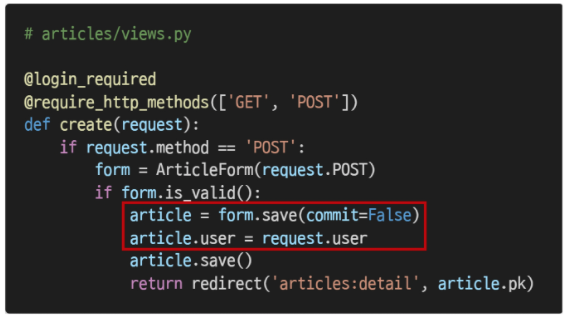 # articles/views.py
@login_required
@require_http_methods(['GET', 'POST'])
def create(request):
    if request.method == 'POST':
        form = ArticleForm(request.POST)
        if form.is_valid():
            article = form.save(commit=False)
            article.user = request.user
            article.save()
            return redirect('articles:detail', article.pk)